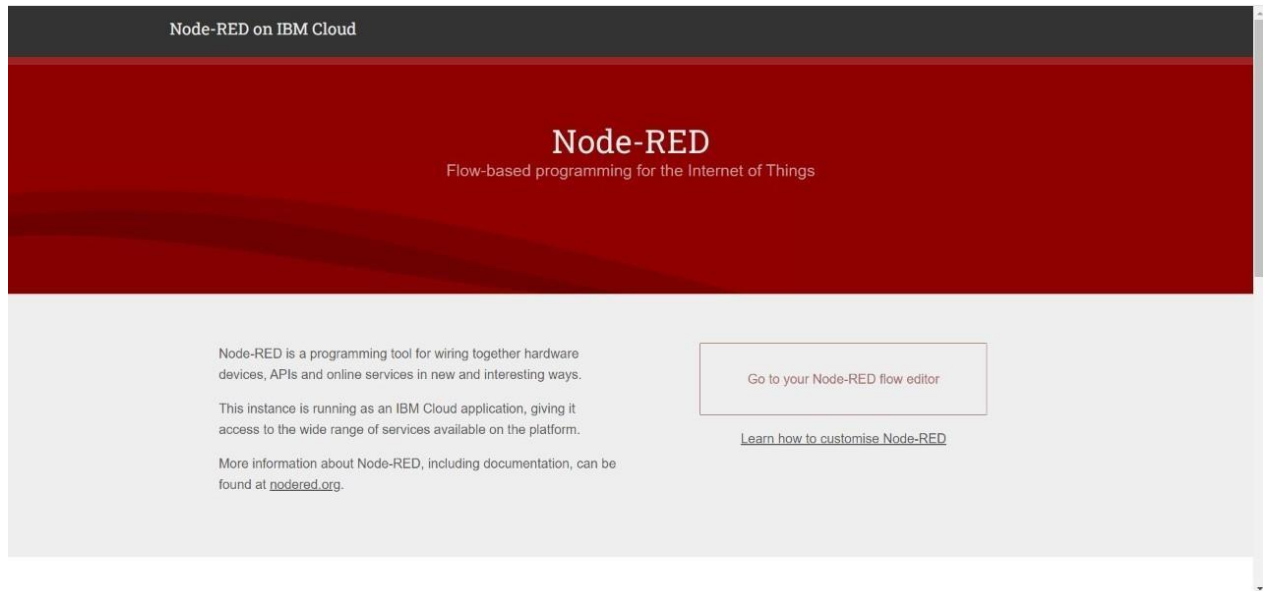 Node-RED on IBM Cloud
Node-RED
Flow-based programming for the Internet of Things
Node-RED is a programming tool for wiring together hardware
devices, APIs and online services in new and interesting ways.
This instance is running as an IBM Cloud application, giving it
access to the wide range of services available on the platform.
More information about Node-RED, including documentation, can be
found at nodered.org.
Go to your Node-RED flow editor
Learn how to customise Node-RED